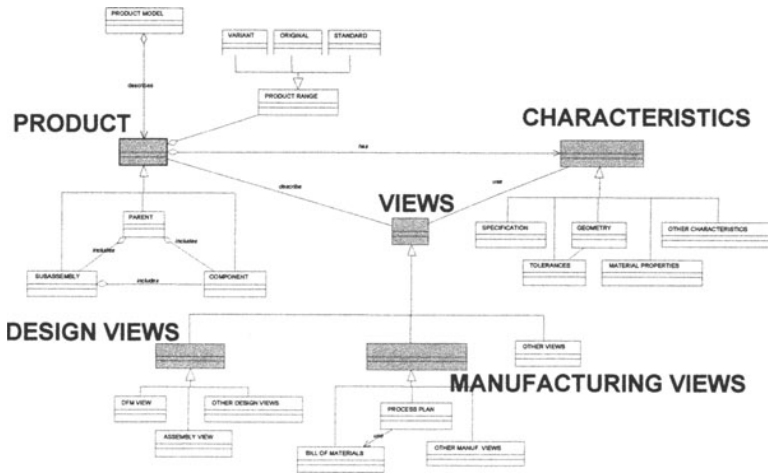 PRODUCT MODEL
VARIANT
ORIGINAL
STANDARD
describes
PRODUCT RANGE
PRODUCT
CHARACTERISTICS
has
describe
VIEWS
use
PARENT
includes
includes
SUBASSEMBLY
COMPONENT
includes
SPECIFICATION
GEOMETRY
OTHER CHARACTERISTICS
TOLERANCES
MATERIAL PROPERTIES
DESIGN VIEWS
OTHER VIEWS
MANUFACTURING VIEWS
DFM VIEW
OTHER DESIGN VIEWS
PROCESS PLAN
ASSEMBLY VIEW
use
BILL OF MATERIALS
OTHER MANUF. VIEWS